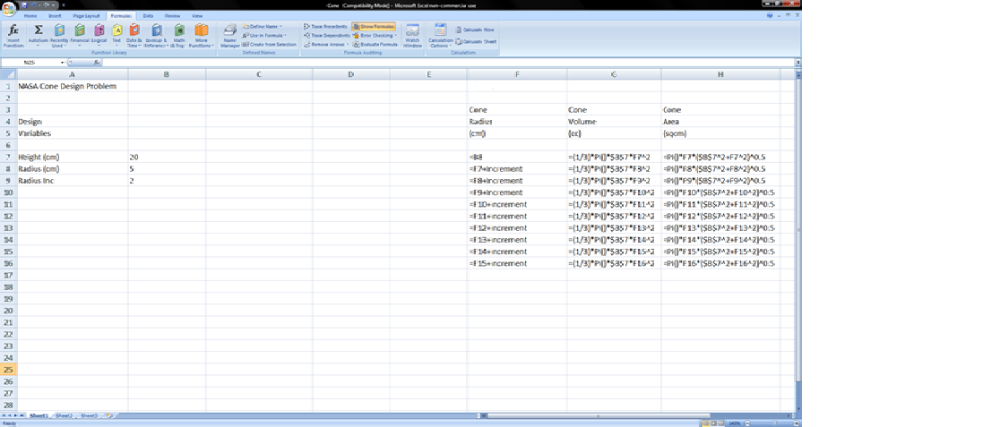 Cone [Compatibility Mode] - Microsoft Excel non-commercial use
Home Insert Page Layout Formulas Data Review View
Insert Function
AutoSum Recently Used Financial Logical Text Date & Time Lookup & Reference Math & Trig More Functions
Function Library
Name Manager
Define Name
Use in Formula
Create from Selection
Defined Names
Trace Precedents Show Formulas
Trace Dependents Error Checking
Remove Arrows Evaluate Formula
Formula Auditing
Watch Window
Calculation Options
Calculate Now
Calculate Sheet
Calculation
N25 fx
A B C D E F G H
1 NASA Cone Design Problem
2
3 Cone Cone Cone
4 Design Radius Volume Area
5 Variables (cm) (cc) (sqcm)
6
7 Height (cm) 20 =B8 =(1/3)*PI()*$B$7*F7^2 =PI()*F7*($B$7^2+F7^2)^0.5
8 Radius (cm) 5 =F7+Increment =(1/3)*PI()*$B$7*F8^2 =PI()*F8*($B$7^2+F8^2)^0.5
9 Radius Inc 2 =F8+Increment =(1/3)*PI()*$B$7*F9^2 =PI()*F9*($B$7^2+F9^2)^0.5
10 =F9+Increment =(1/3)*PI()*$B$7*F10^2 =PI()*F10*($B$7^2+F10^2)^0.5
11 =F10+Increment =(1/3)*PI()*$B$7*F11^2 =PI()*F11*($B$7^2+F11^2)^0.5
12 =F11+Increment =(1/3)*PI()*$B$7*F12^2 =PI()*F12*($B$7^2+F12^2)^0.5
13 =F12+Increment =(1/3)*PI()*$B$7*F13^2 =PI()*F13*($B$7^2+F13^2)^0.5
14 =F13+Increment =(1/3)*PI()*$B$7*F14^2 =PI()*F14*($B$7^2+F14^2)^0.5
15 =F14+Increment =(1/3)*PI()*$B$7*F15^2 =PI()*F15*($B$7^2+F15^2)^0.5
16 =F15+Increment =(1/3)*PI()*$B$7*F16^2 =PI()*F16*($B$7^2+F16^2)^0.5
17
18
19
20
21
22
23
24
25
26
27
28
Sheet1 Sheet2 Sheet3
Ready 140%